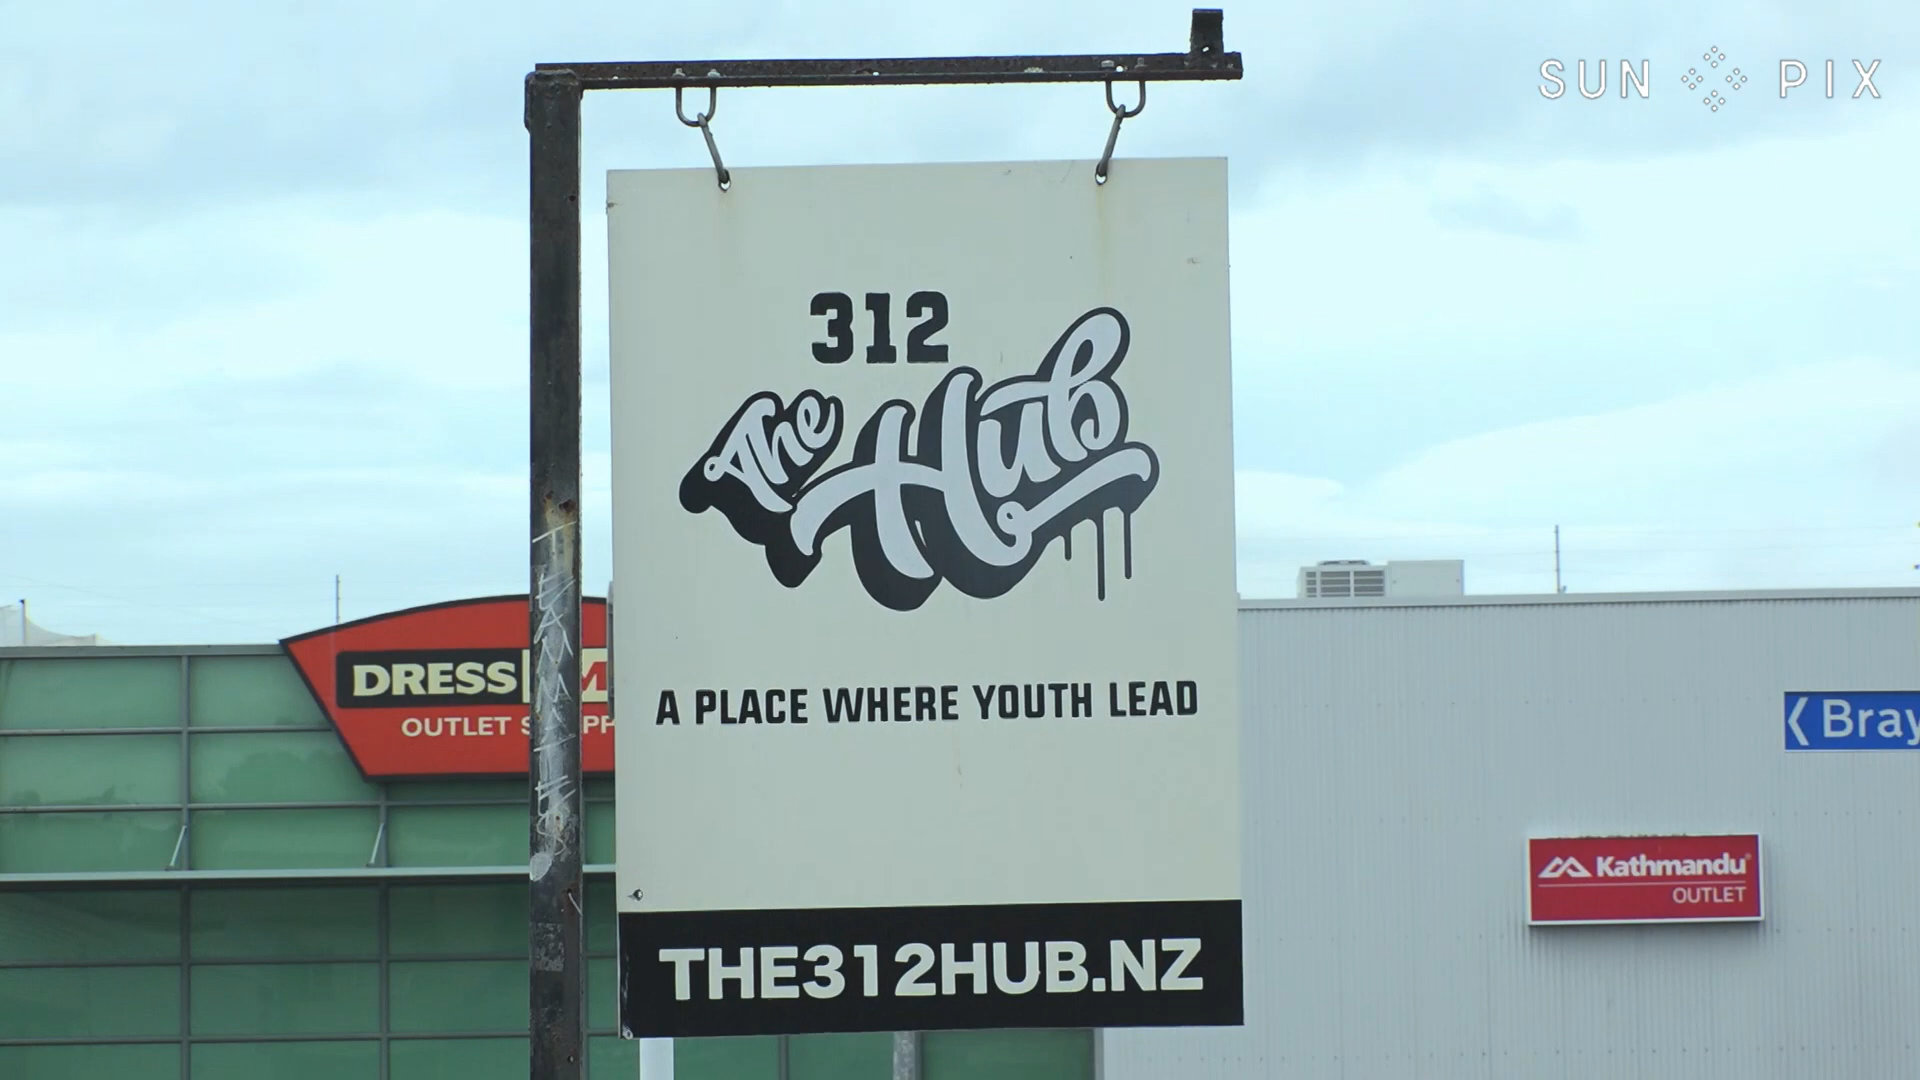 SUN PIX
312
The Hub
A PLACE WHERE YOUTH LEAD
THE312HUB.NZ
DRESS
OUTLET
Bray
Kathmandu
OUTLET